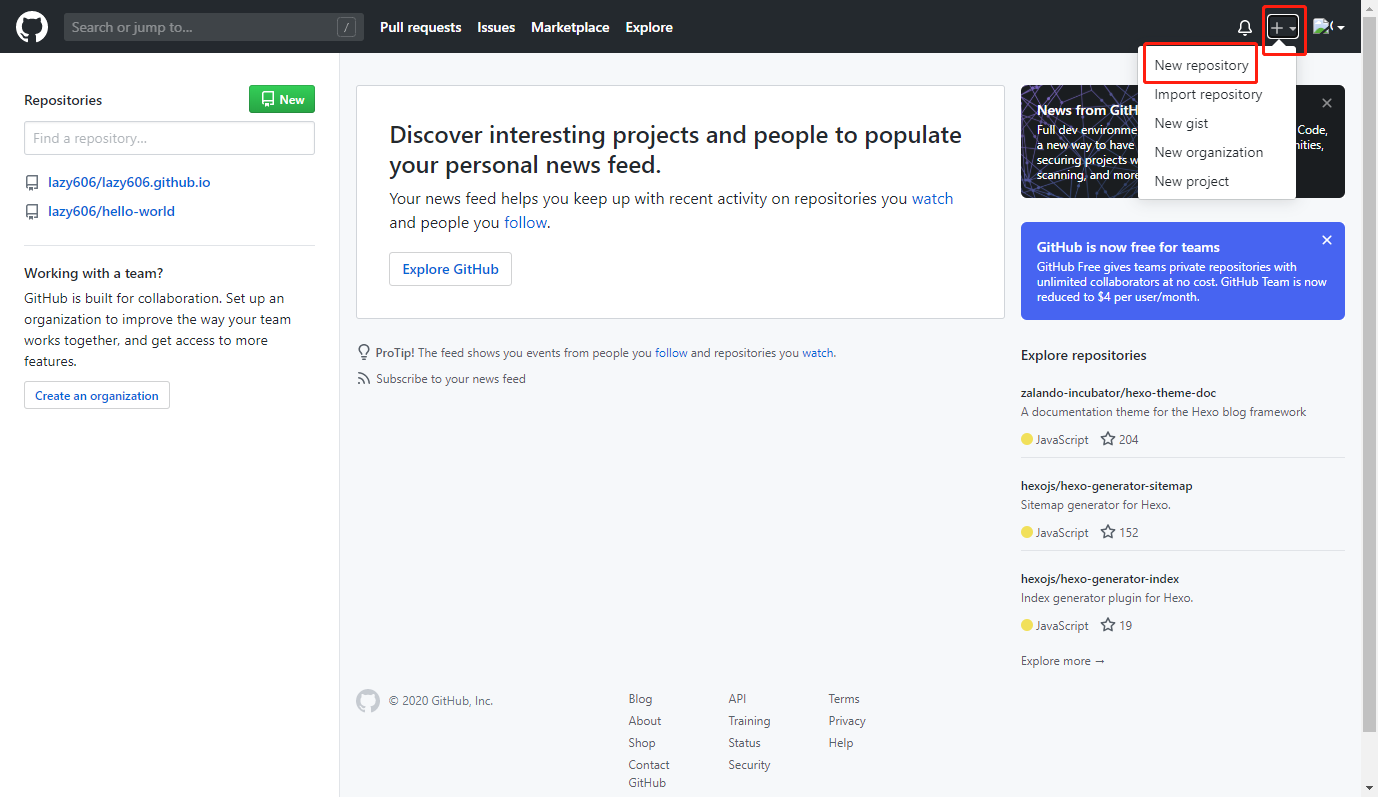 Search or jump to...
/
Pull requests
Issues
Marketplace
Explore
New repository
Import repository
New gist
New organization
New project
Repositories
New
Find a repository...
lazy606/lazy606.github.io
lazy606/hello-world
Working with a team?
GitHub is built for collaboration. Set up an
organization to improve the way your team
works together, and get access to more
features.
Create an organization
Discover interesting projects and people to populate
your personal news feed.
Your news feed helps you keep up with recent activity on repositories you watch
and people you follow.
Explore GitHub
ProTip! The feed shows you events from people you follow and repositories you watch.
Subscribe to your news feed
News from GitH
Full dev environme Code,
a new way to have nities,
securing projects w
scanning, and more
GitHub is now free for teams
GitHub Free gives teams private repositories with
unlimited collaborators at no cost. GitHub Team is now
reduced to $4 per user/month.
Explore repositories
zalando-incubator/hexo-theme-doc
A documentation theme for the Hexo blog framework
JavaScript 204
hexojs/hexo-generator-sitemap
Sitemap generator for Hexo.
JavaScript 152
hexojs/hexo-generator-index
Index generator plugin for Hexo.
JavaScript 19
Explore more →
© 2020 GitHub, Inc.
Blog
About
Shop
Contact
GitHub
API
Training
Status
Security
Terms
Privacy
Help